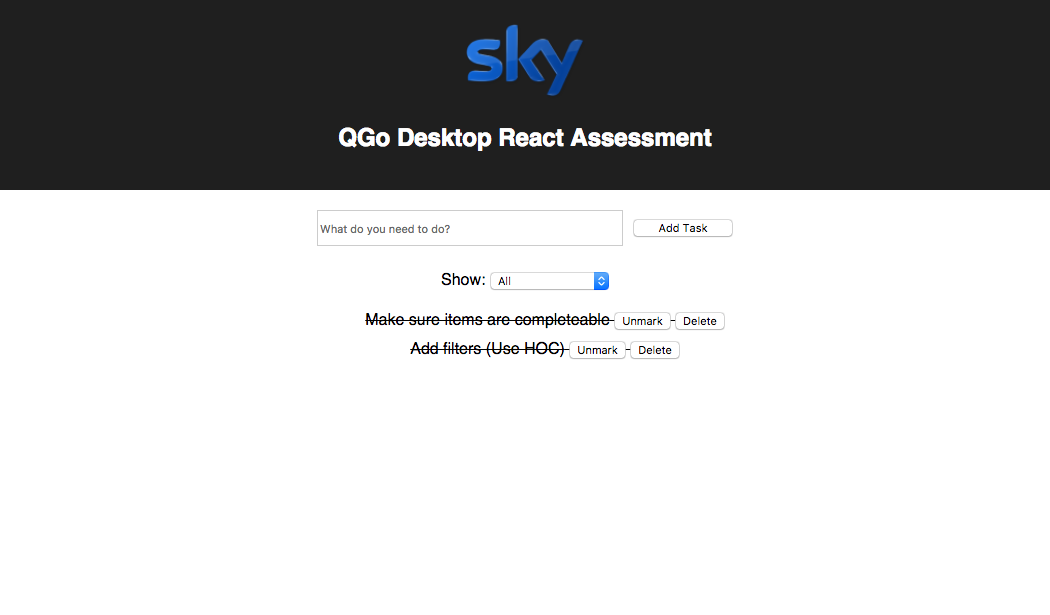 sky
QGo Desktop React Assessment
What do you need to do? Add Task
Show: All
Make sure items are completeable Unmark Delete
Add filters (Use HOC) Unmark Delete